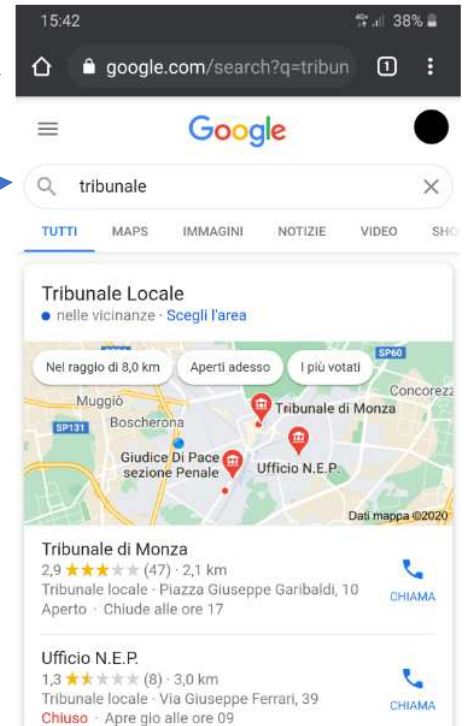 15:42
38%
google.com/search?q=tribun
1
Google
tribunale
TUTTI MAPS IMMAGINI NOTIZIE VIDEO SHO
Tribunale Locale
nelle vicinanze · Scegli l'area
Nel raggio di 8,0 km Aperti adesso I più votati
SP60
Concorezz
Muggiò
Tribunale di Monza
SP131
Boscherona
Giudice Di Pace
sezione Penale
Ufficio N.E.P.
Dati mappa ©2020
Tribunale di Monza
2,9 (47) · 2,1 km
Tribunale locale · Piazza Giuseppe Garibaldi, 10
Aperto · Chiude alle ore 17
CHIAMA
Ufficio N.E.P.
1,3 (8) · 3,0 km
Tribunale locale · Via Giuseppe Ferrari, 39
Chiuso · Apre gio alle ore 09
CHIAMA